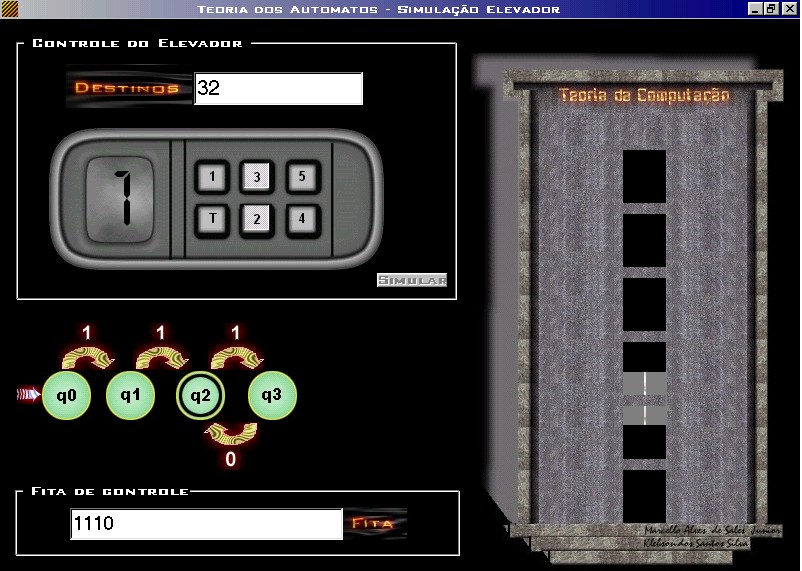 Teoria dos Automatos - Simulação Elevador
Controle do Elevador
Destinos 32
Teoria da Computação
1 3 5
T 2 4
Simular
1 1 1
q0 q1 q2 q3
0
Fita de controle
1110 Fita
Marcello Alves de Sales Junior
Klebson dos Santos Silva